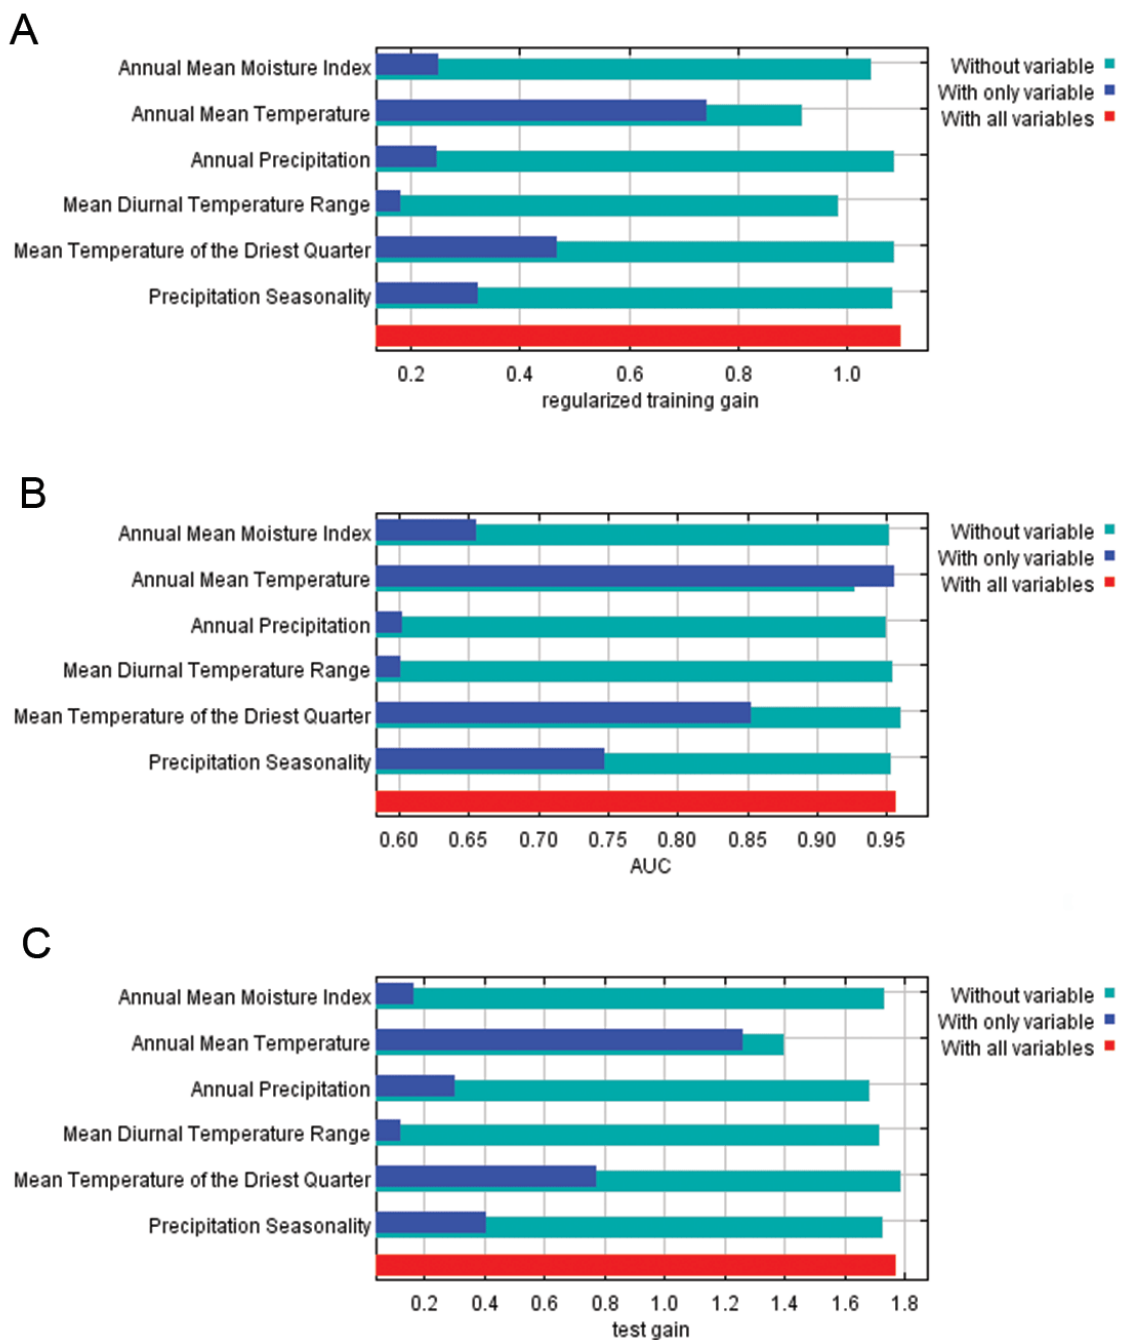 A
Annual Mean Moisture Index
Annual Mean Temperature
Annual Precipitation
Mean Diurnal Temperature Range
Mean Temperature of the Driest Quarter
Precipitation Seasonality
Without variable
With only variable
With all variables
0.2 0.4 0.6 0.8 1.0
regularized training gain
B
Annual Mean Moisture Index
Annual Mean Temperature
Annual Precipitation
Mean Diurnal Temperature Range
Mean Temperature of the Driest Quarter
Precipitation Seasonality
Without variable
With only variable
With all variables
0.60 0.65 0.70 0.75 0.80 0.85 0.90 0.95
AUC
C
Annual Mean Moisture Index
Annual Mean Temperature
Annual Precipitation
Mean Diurnal Temperature Range
Mean Temperature of the Driest Quarter
Precipitation Seasonality
Without variable
With only variable
With all variables
0.2 0.4 0.6 0.8 1.0 1.2 1.4 1.6 1.8
test gain